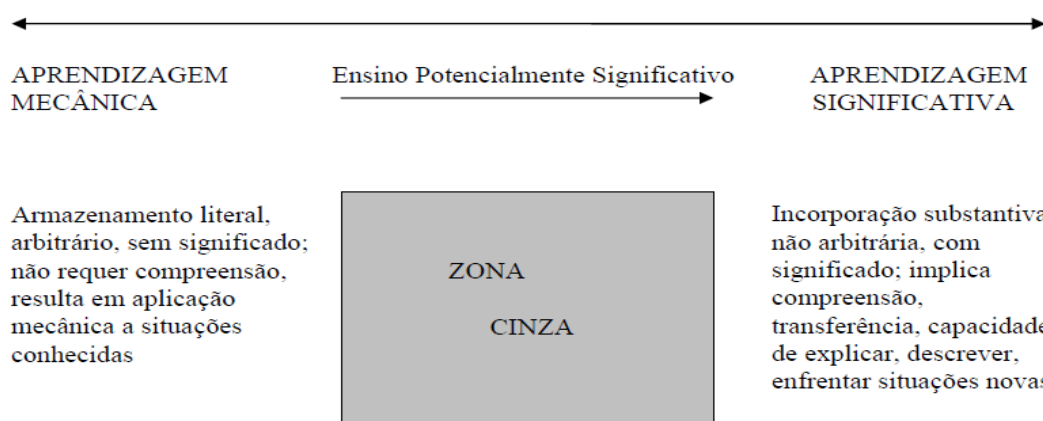 APRENDIZAGEM
MECÂNICA
Ensino Potencialmente Significativo
APRENDIZAGEM
SIGNIFICATIVA
Armazenamento literal,
arbitrário, sem significado;
não requer compreensão,
resulta em aplicação
mecânica a situações
conhecidas
ZONA
CINZA
Incorporação substantiva
não arbitrária, com
significado; implica
compreensão,
transferência, capacidade
de explicar, descrever,
enfrentar situações novas